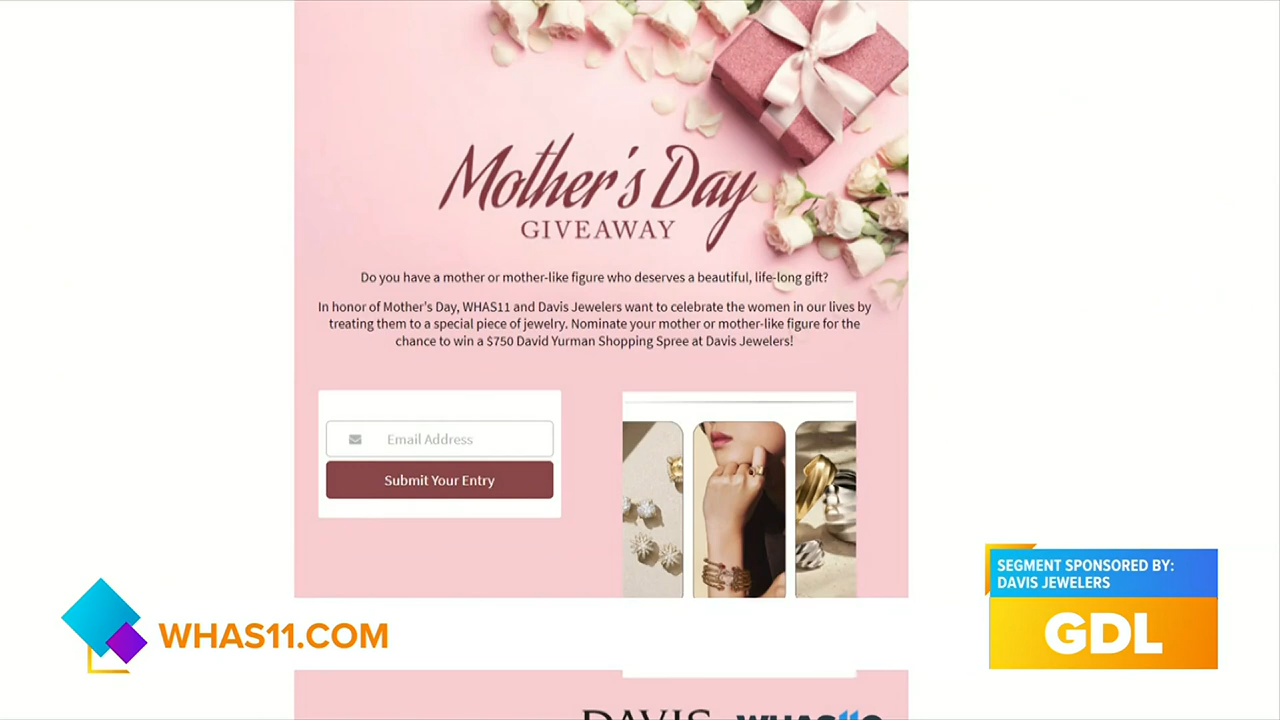 Mother's Day
GIVEAWAY
Do you have a mother or mother-like figure who deserves a beautiful, life-long gift?
In honor of Mother's Day, WHAS11 and Davis Jewelers want to celebrate the women in our lives by
treating them to a special piece of jewelry. Nominate your mother or mother-like figure for the
chance to win a $750 David Yurman Shopping Spree at Davis Jewelers!
Email Address
Submit Your Entry
SEGMENT SPONSORED BY:
DAVIS JEWELERS
GDL
WHAS11.COM
DAVIS WHAS11